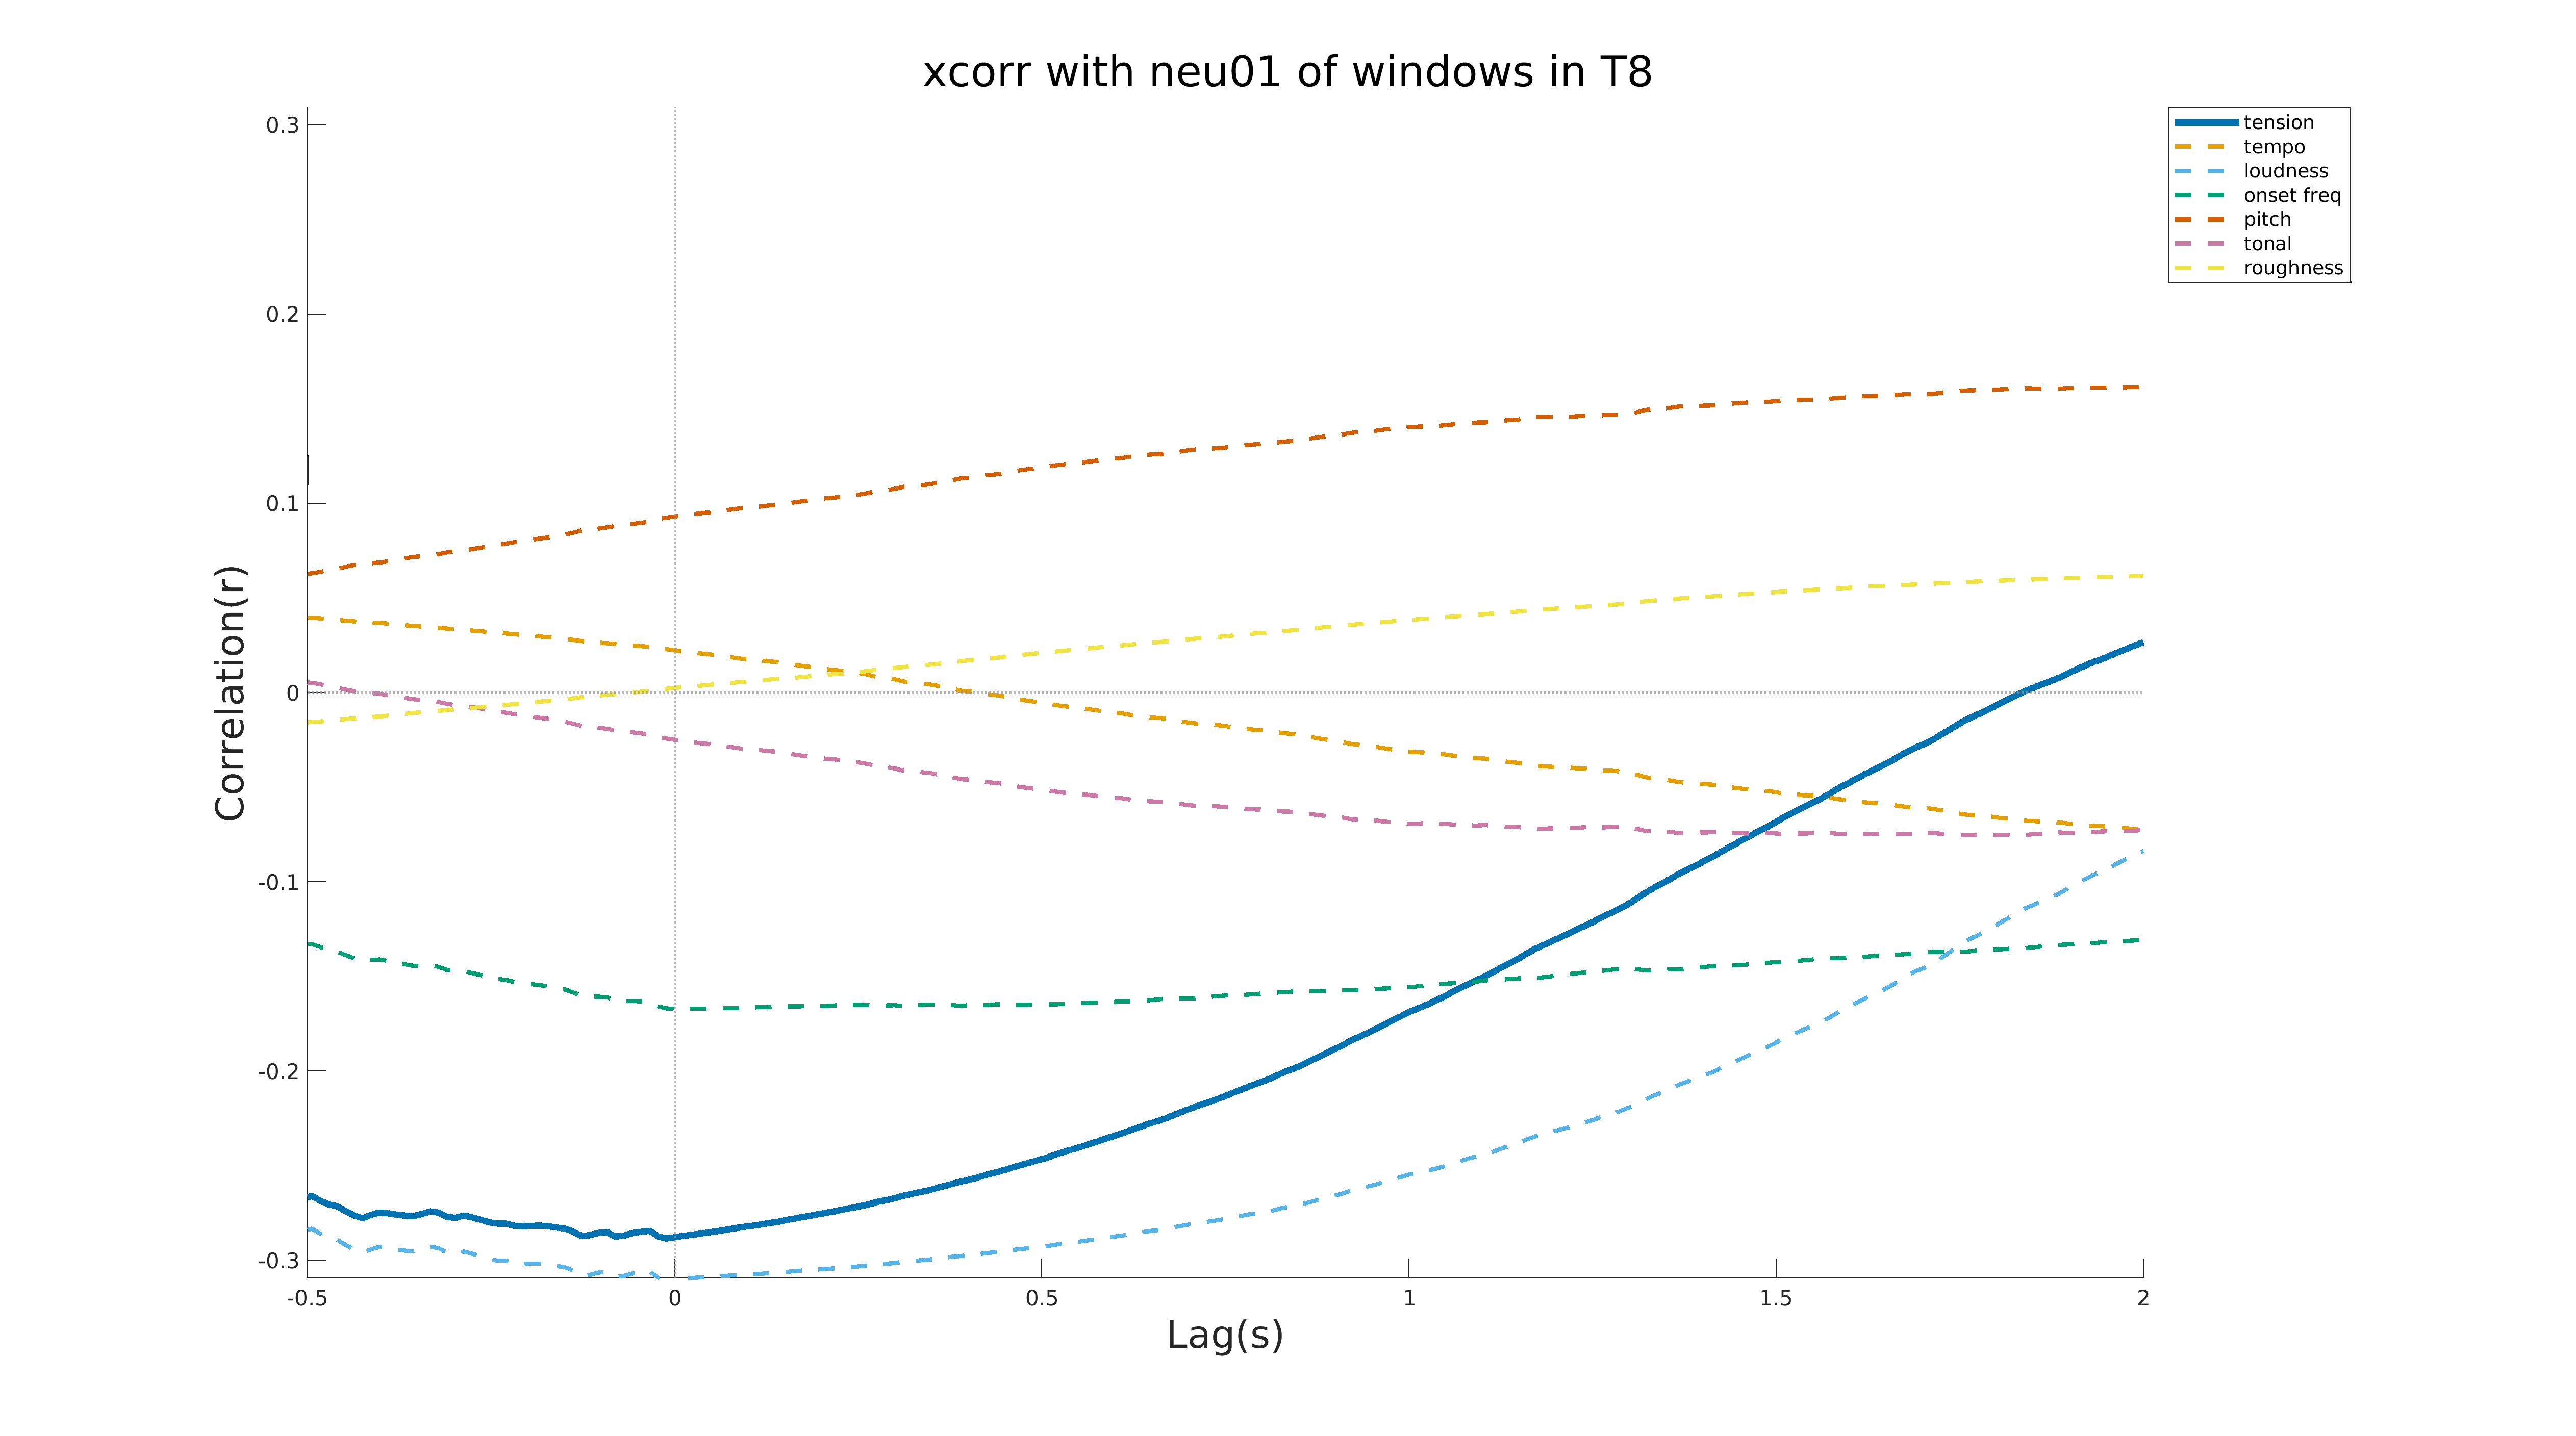 xcorr with neu01 of windows in T8
tension
tempo
loudness
onset freq
pitch
tonal
roughness
Correlation(r)
0.3
0.2
0.1
0
-0.1
-0.2
-0.3
-0.5
0
0.5
1
1.5
2
Lag(s)